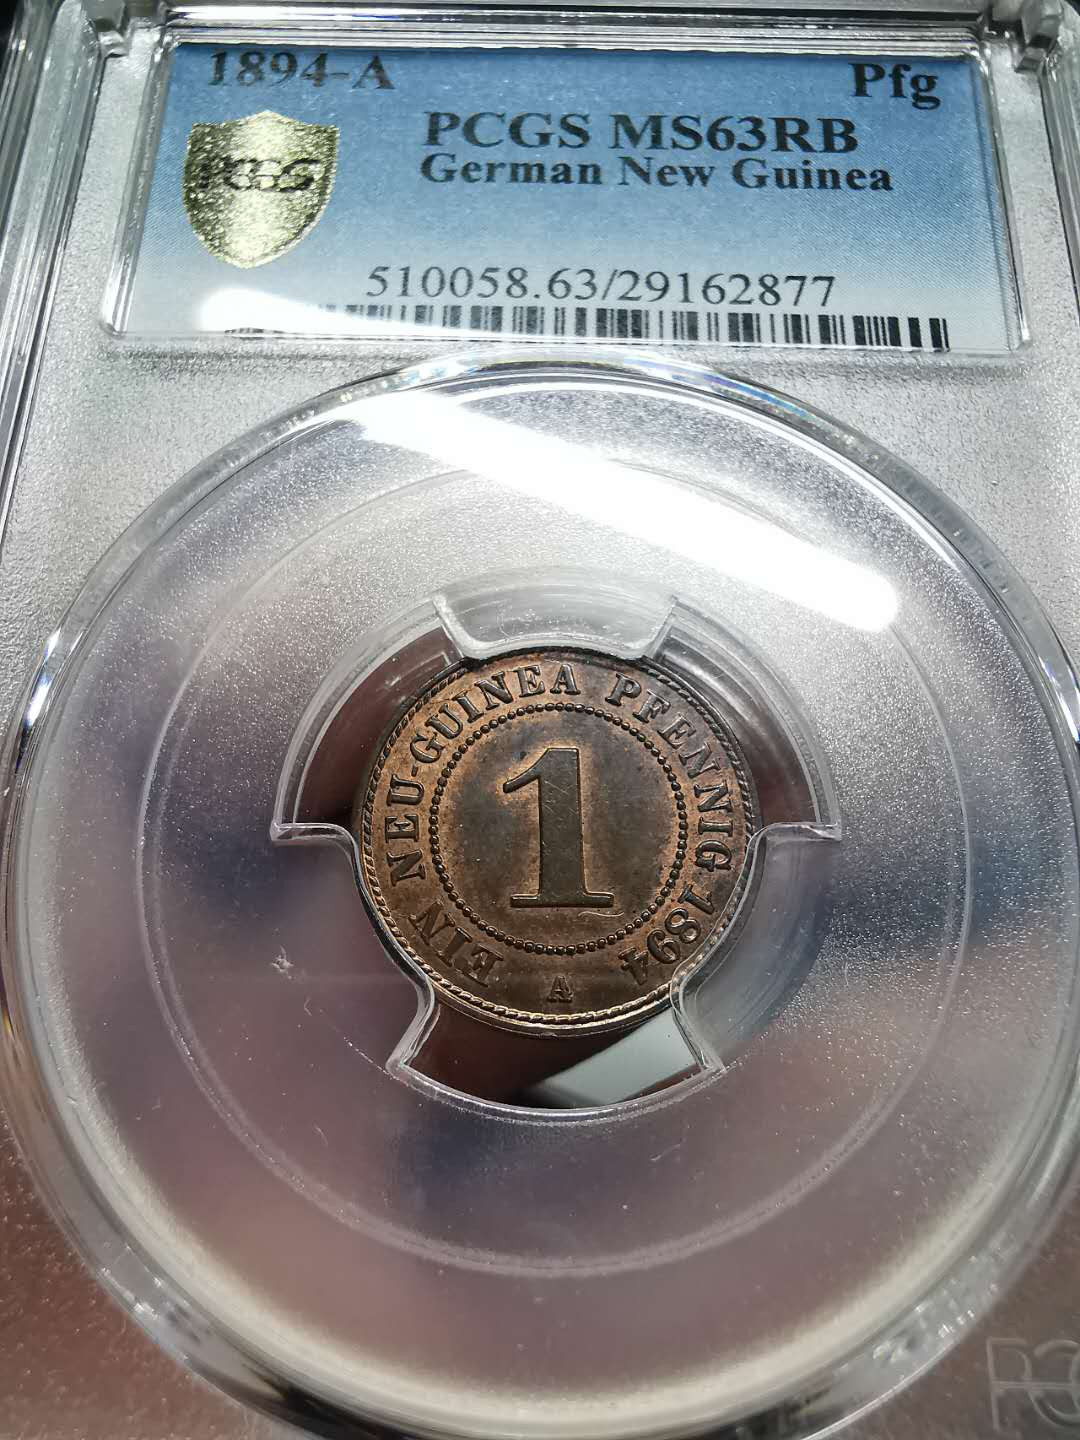 1894-A Pfg
PCGS MS63RB
PCGS
German New Guinea
510058.63/29162877
EIN NEU-GUINEA PFENNIG 1894
1
A